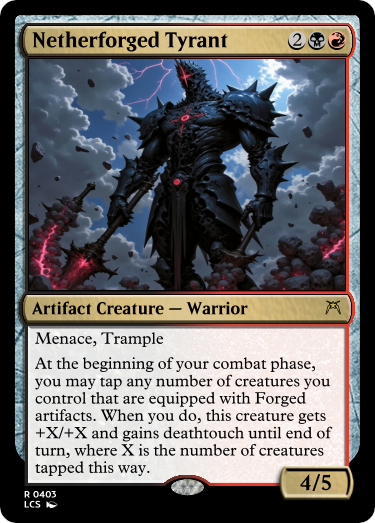 Netherforged Tyrant 2
Artifact Creature — Warrior
Menace, Trample
At the beginning of your combat phase,
you may tap any number of creatures you
control that are equipped with Forged
artifacts. When you do, this creature gets
+X/+X and gains deathtouch until end of
turn, where X is the number of creatures
tapped this way.
4/5
R 0403
LCS